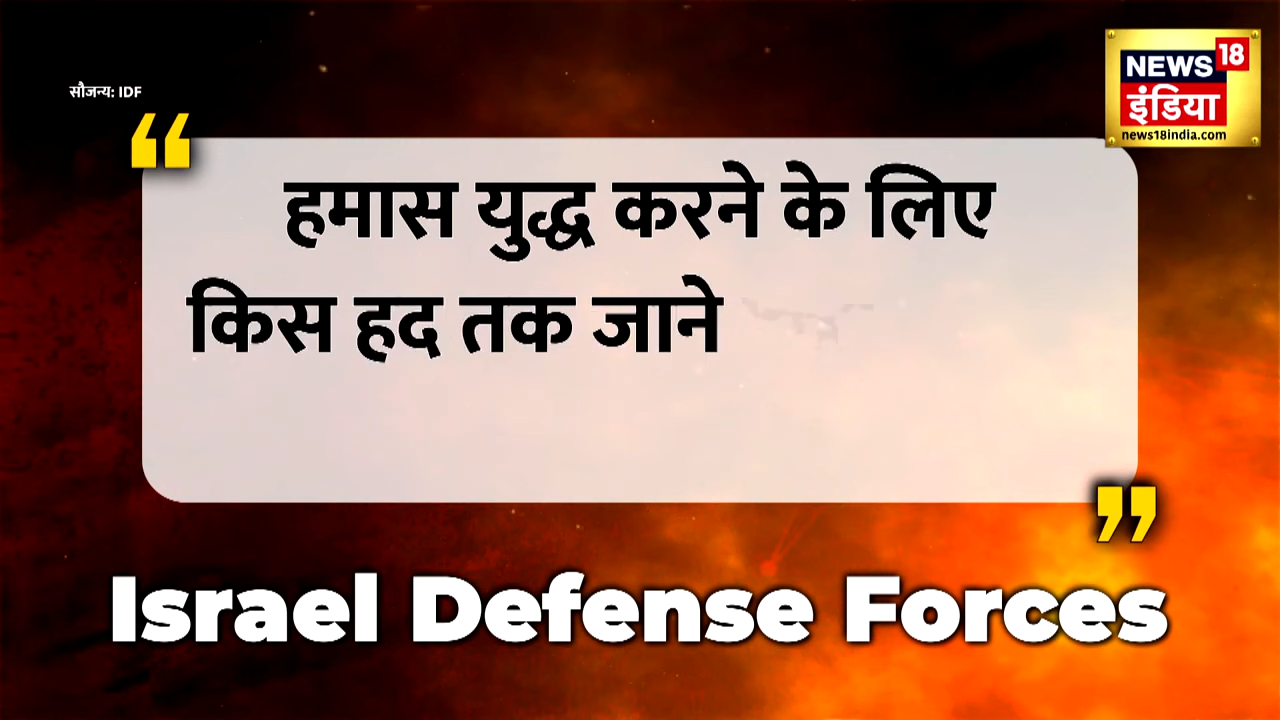 NEWS 18
इंडिया
news18india.com
सौजन्य: IDF
“
हमास युद्ध करने के लिए
किस हद तक जाने
”
Israel Defense Forces